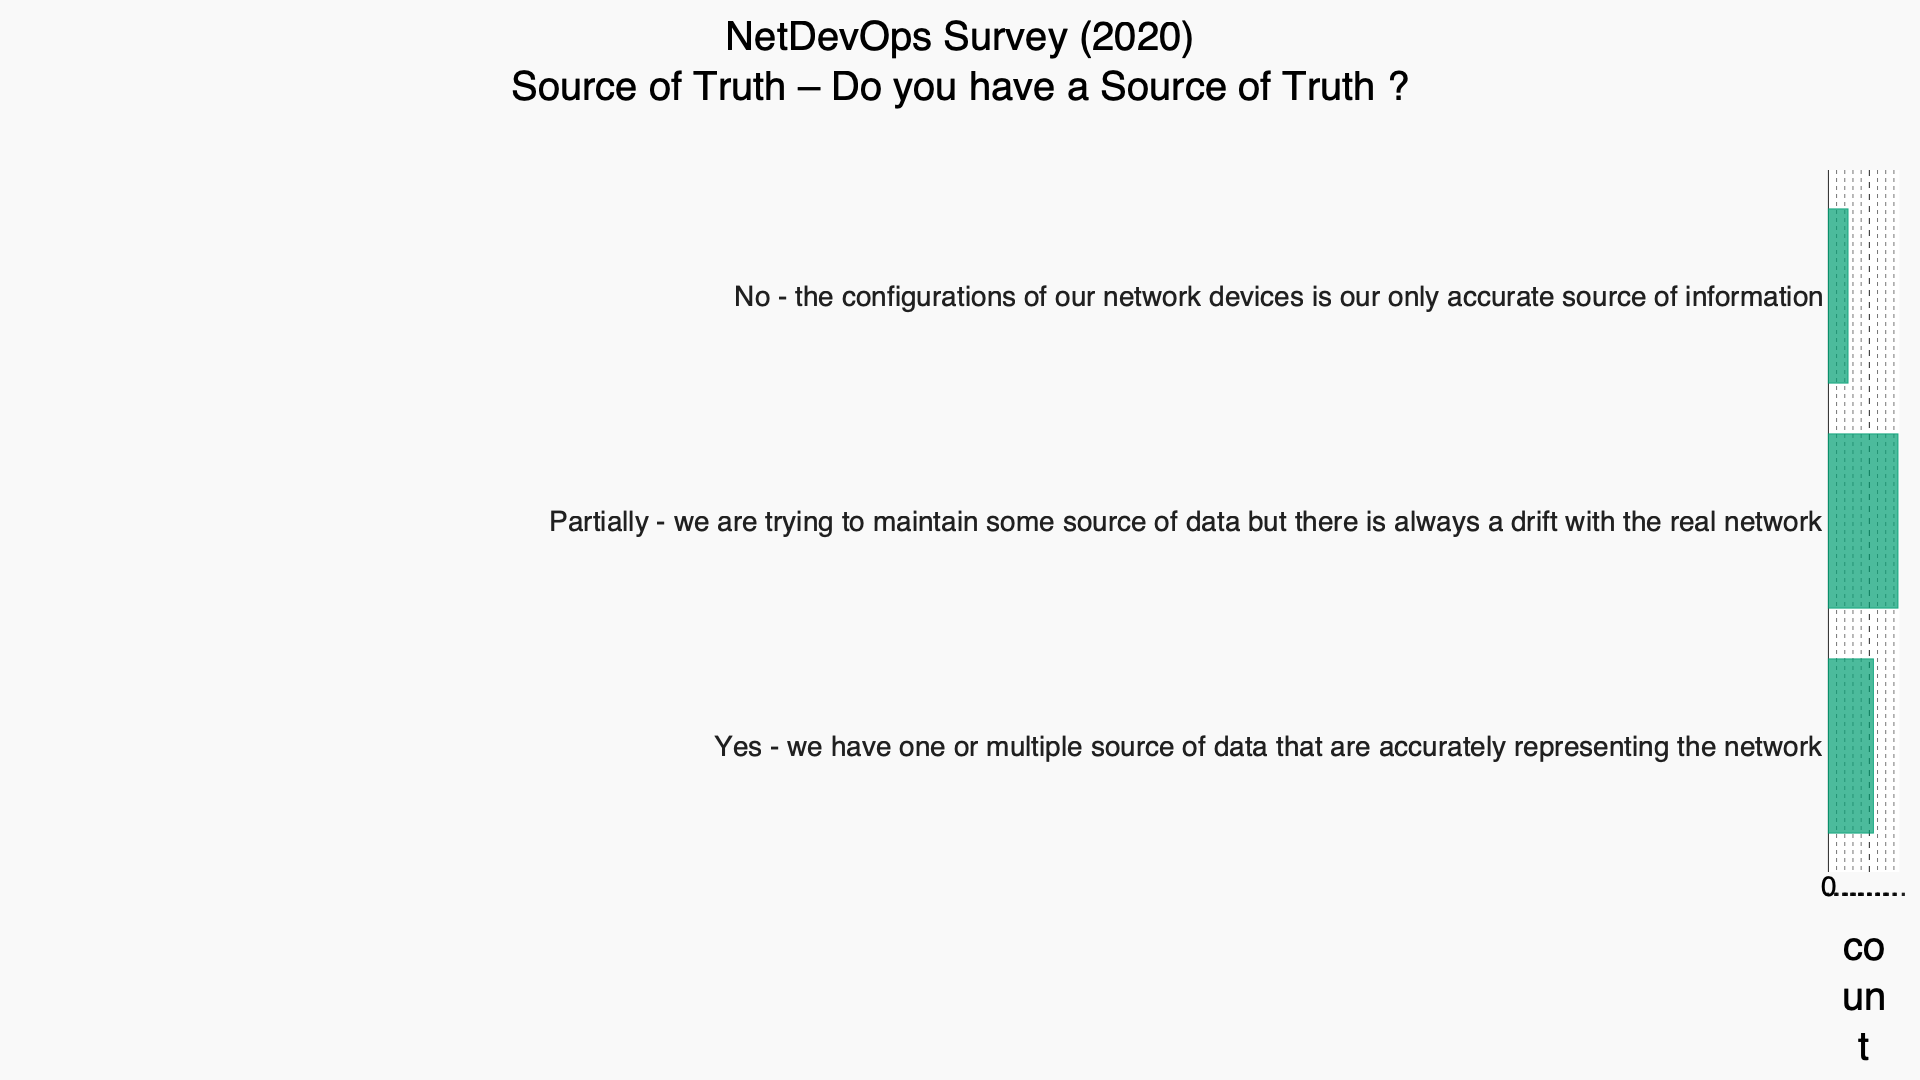 NetDevOps Survey (2020)
Source of Truth – Do you have a Source of Truth ?
No - the configurations of our network devices is our only accurate source of information
Partially - we are trying to maintain some source of data but there is always a drift with the real network
Yes - we have one or multiple source of data that are accurately representing the network
0
co
un
t